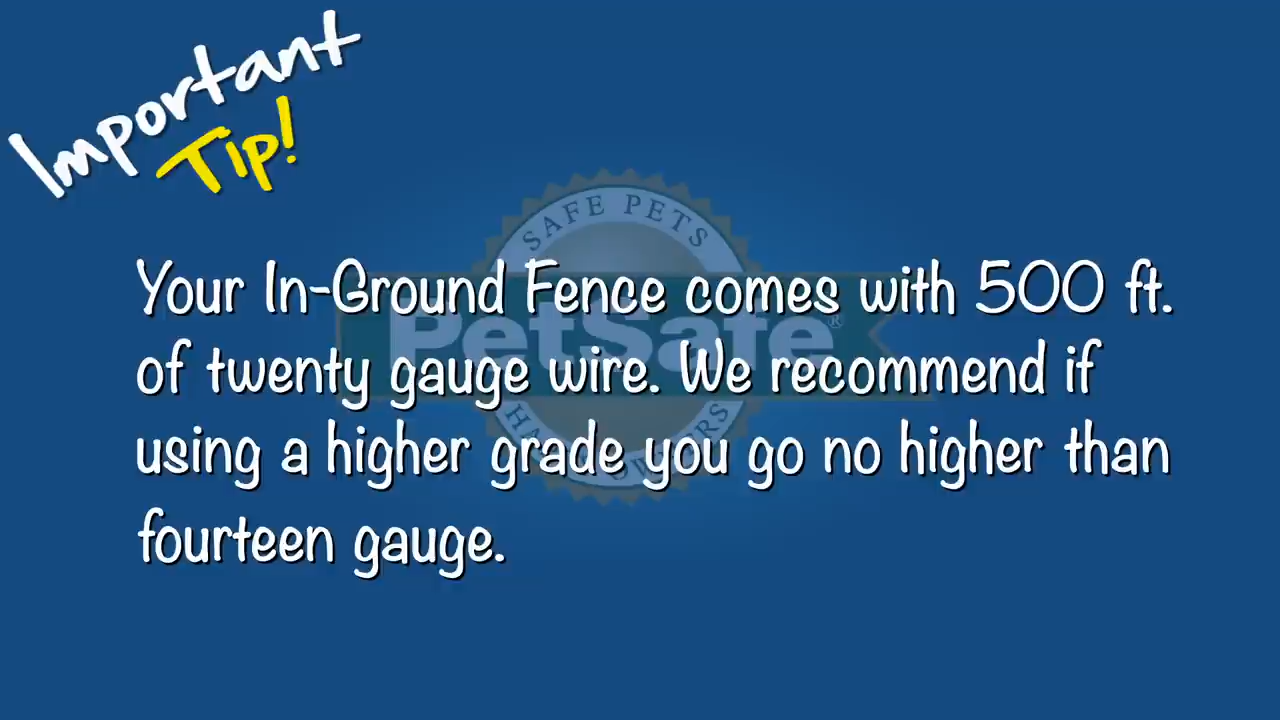 Important
Tip!
SAFE PETS
Your In-Ground Fence comes with 500 ft.
PetSafe®
of twenty gauge wire. We recommend if
using a higher grade you go no higher than
fourteen gauge.